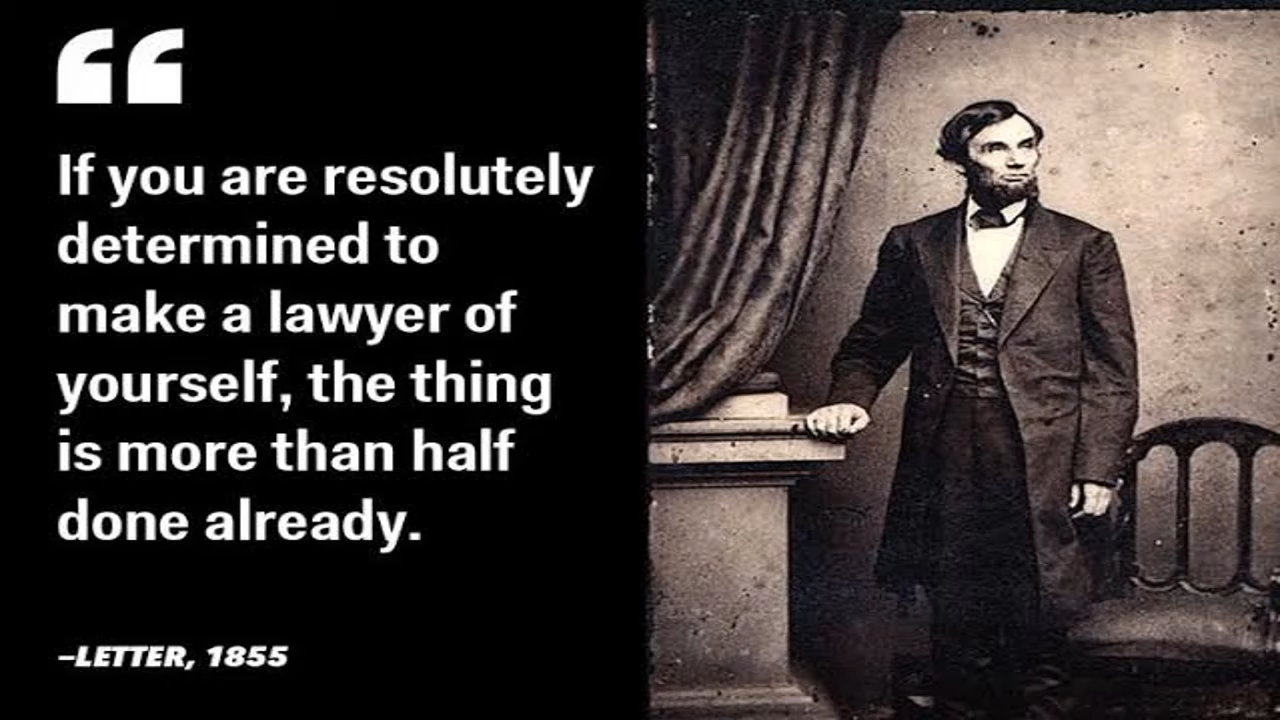 “
If you are resolutely
determined to
make a lawyer of
yourself, the thing
is more than half
done already.
–LETTER, 1855